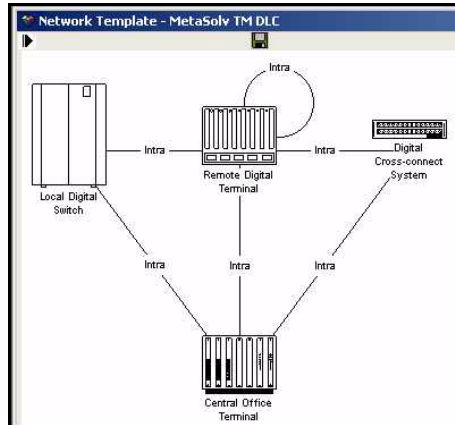 Network Template - MetaSolv TM DLC
Intra
Intra
Intra
Local Digital
Switch
Remote Digital
Terminal
Digital
Cross-connect
System
Intra
Intra
Intra
Central Office
Terminal